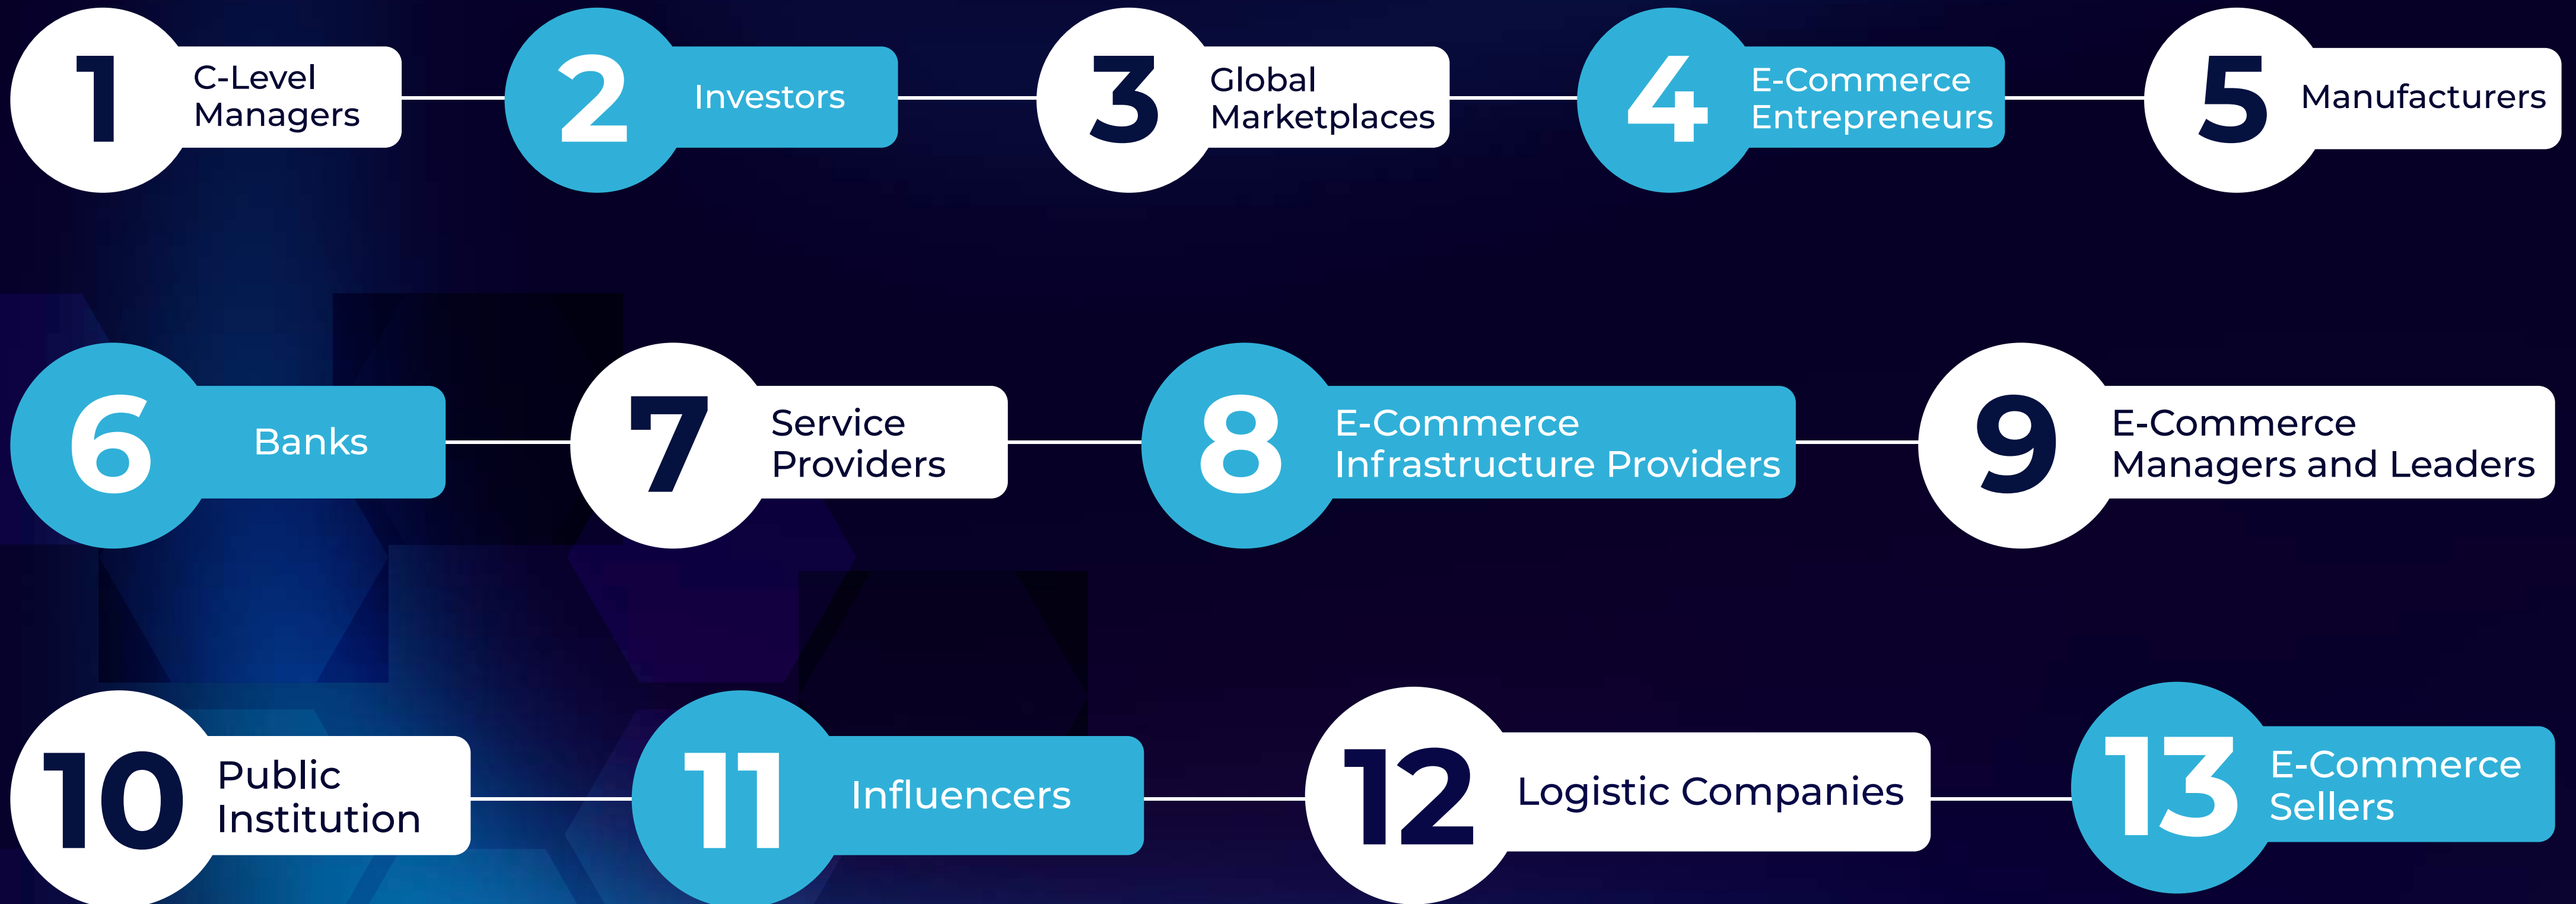 1
C-Level
Managers
2
Investors
3
Global
Marketplaces
4
E-Commerce
Entrepreneurs
5
Manufacturers
6
Banks
7
Service
Providers
8
E-Commerce
Infrastructure Providers
9
E-Commerce
Managers and Leaders
10
Public
Institution
11
Influencers
12
Logistic Companies
13
E-Commerce
Sellers